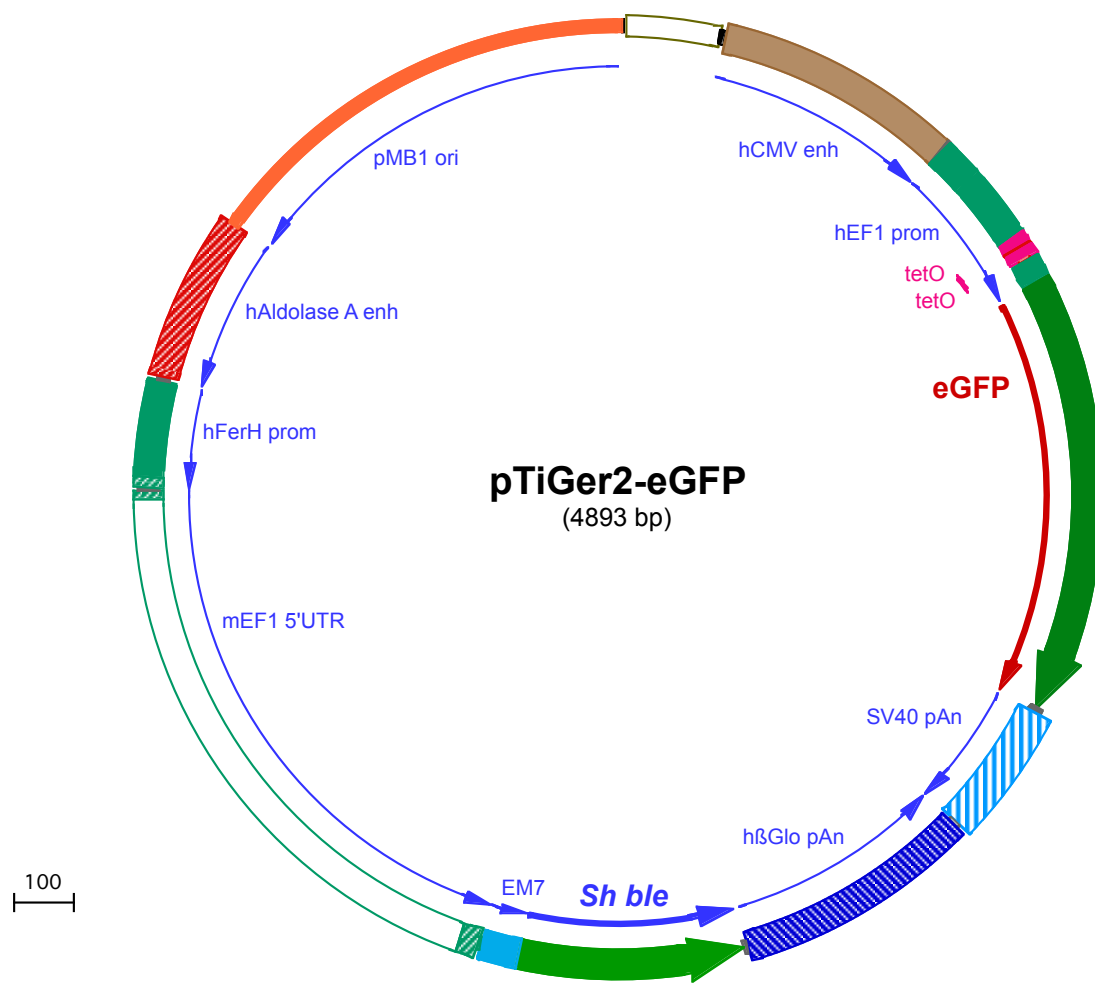 pMB1 ori
hCMV enh
hEF1 prom
tetO
tetO
hAldolase A enh
eGFP
hFerH prom
pTiGer2-eGFP
(4893 bp)
mEF1 5'UTR
SV40 pAn
hßGlo pAn
EM7
Sh ble
100